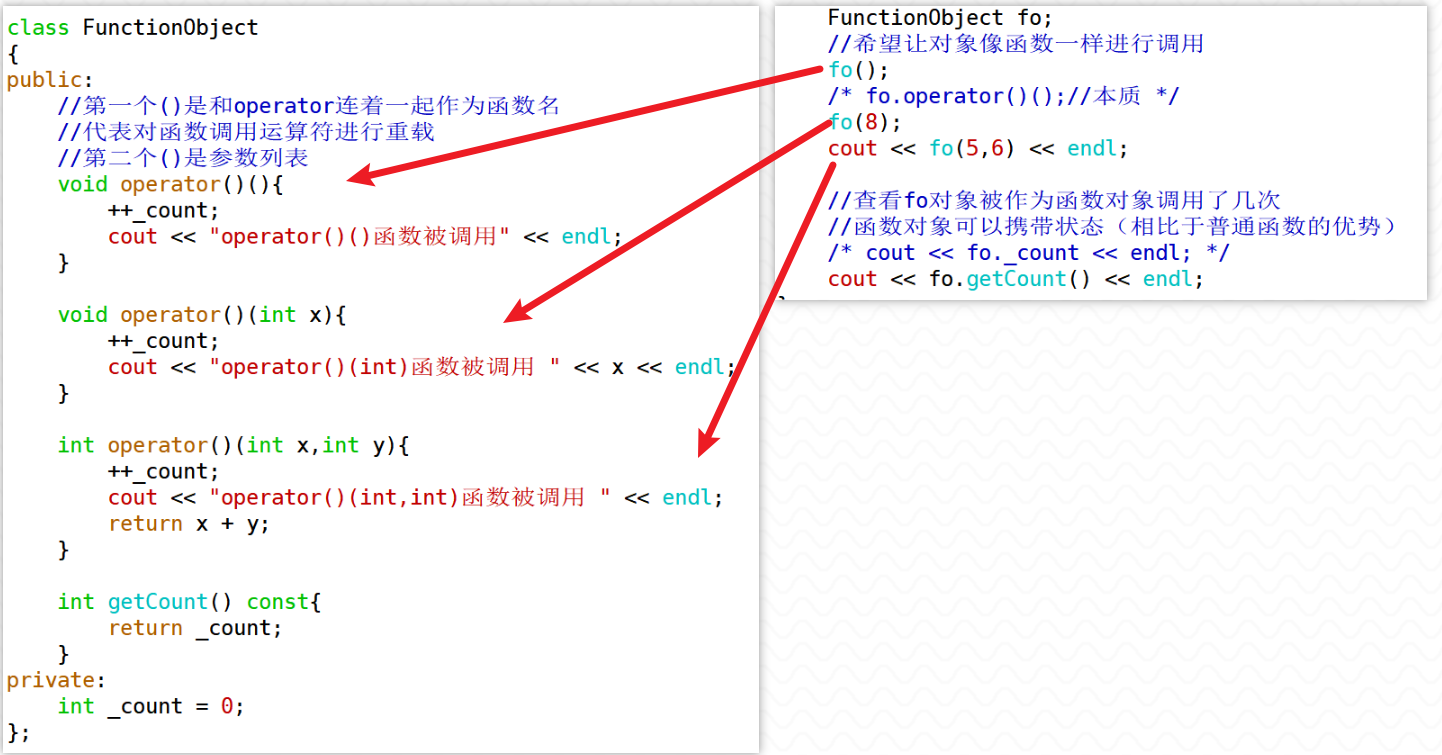 class FunctionObject
{
public:
    //第一个()是和operator连着一起作为函数名
    //代表对函数调用运算符进行重载
    //第二个()是参数列表
    void operator()(){
        ++_count;
        cout << "operator()()函数被调用" << endl;
    }
    void operator()(int x){
        ++_count;
        cout << "operator()(int)函数被调用 " << x << endl;
    }
    int operator()(int x,int y){
        ++_count;
        cout << "operator()(int,int)函数被调用 " << endl;
        return x + y;
    }
    int getCount() const{
        return _count;
    }
private:
    int _count = 0;
};
FunctionObject fo;
//希望让对象像函数一样进行调用
fo();
/* fo.operator()();//本质 */
fo(8);
cout << fo(5,6) << endl;
//查看fo对象被作为函数对象调用了几次
//函数对象可以携带状态（相比于普通函数的优势）
/* cout << fo._count << endl; */
cout << fo.getCount() << endl;